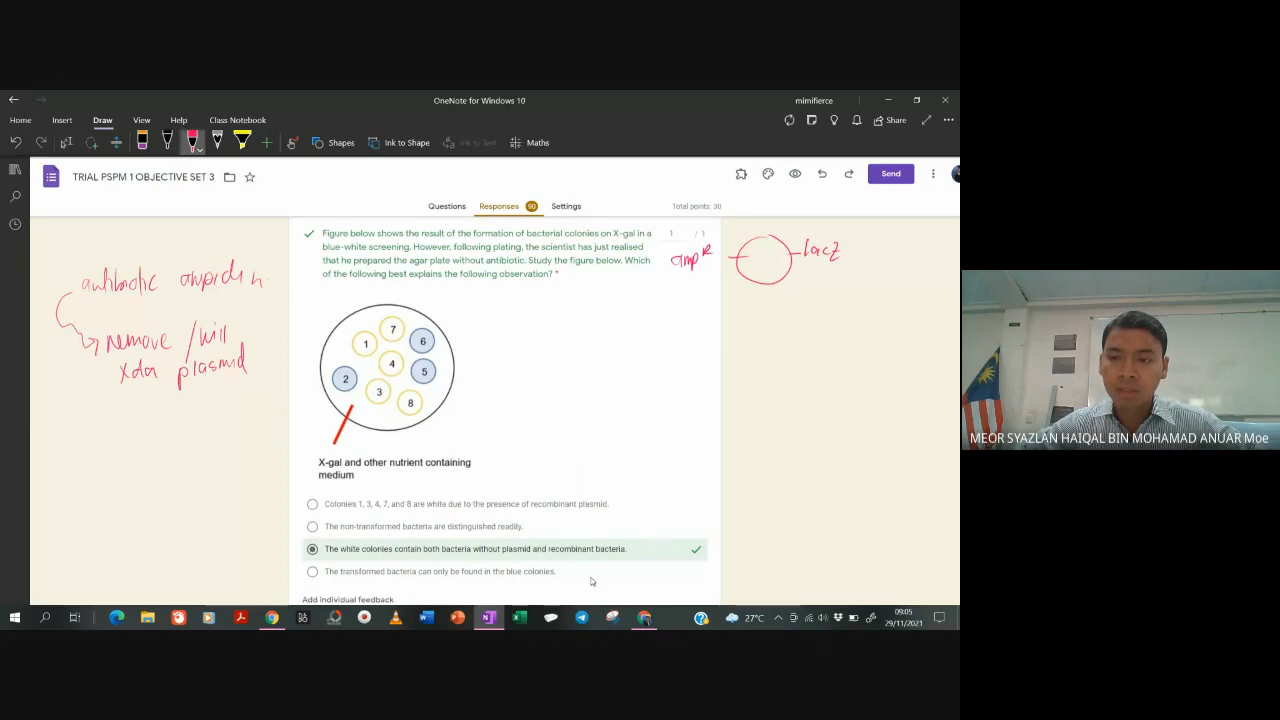 OneNote for Windows 10
mimifierce
Home
Insert
Draw
View
Help
Class Notebook
Share
Shapes
Ink to Shape
Ink to Text
Maths
TRIAL PSPM 1 OBJECTIVE SET 3
Send
Questions
Responses 90
Settings
Total points: 30
Figure below shows the result of the formation of bacterial colonies on X-gal in a
blue-white screening. However, following plating, the scientist has just realised
that he prepared the agar plate without antibiotic. Study the figure below. Which
of the following best explains the following observation? *
1 / 1
amp R
lacZ
antibiotic
remove / kill
plasmid
7
1
6
4
5
2
3
8
X-gal and other nutrient containing
medium
Colonies 1, 3, 4, 7, and 8 are white due to the presence of recombinant plasmid.
The non-transformed bacteria are distinguished readily.
The white colonies contain both bacteria without plasmid and recombinant bacteria.
The transformed bacteria can only be found in the blue colonies.
Add individual feedback
MEOR SYAZLAN HAIQAL BIN MOHAMAD ANUAR Moe
27°C
09:05
29/11/2021